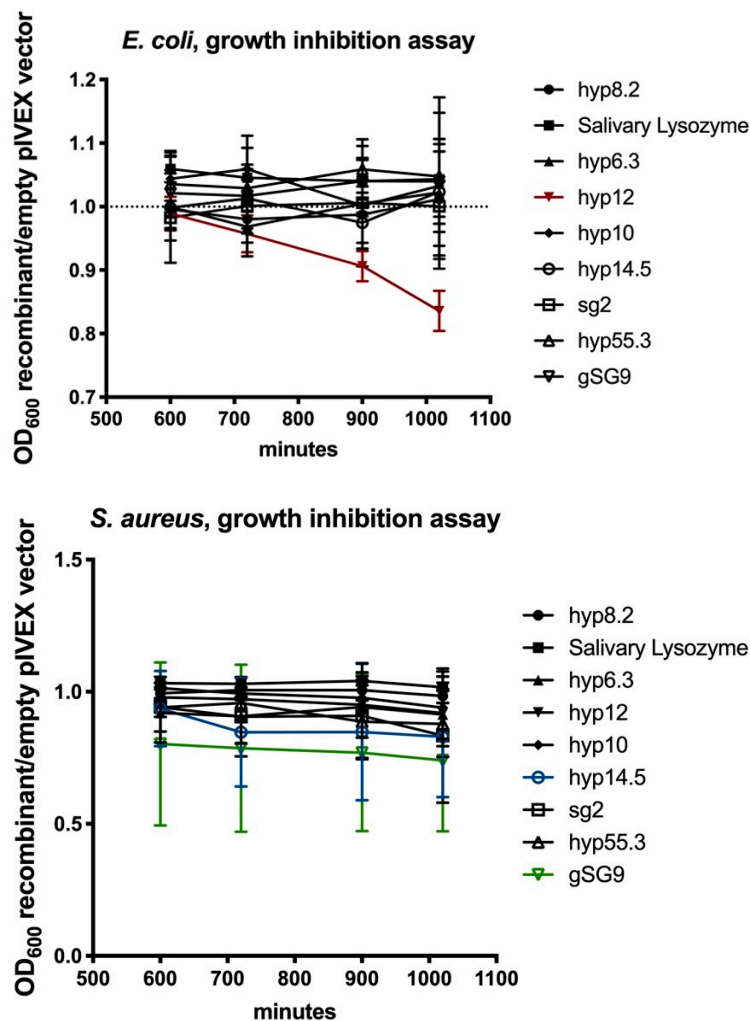 E. coli, growth inhibition assay
OD600 recombinant/empty pIVEX vector
1.2
1.1
1.0
0.9
0.8
0.7
500 600 700 800 900 1000 1100
minutes
hyp8.2
Salivary Lysozyme
hyp6.3
hyp12
hyp10
hyp14.5
sg2
hyp55.3
gSG9
S. aureus, growth inhibition assay
OD600 recombinant/empty pIVEX vector
1.5
1.0
0.5
0.0
500 600 700 800 900 1000 1100
minutes
hyp8.2
Salivary Lysozyme
hyp6.3
hyp12
hyp10
hyp14.5
sg2
hyp55.3
gSG9